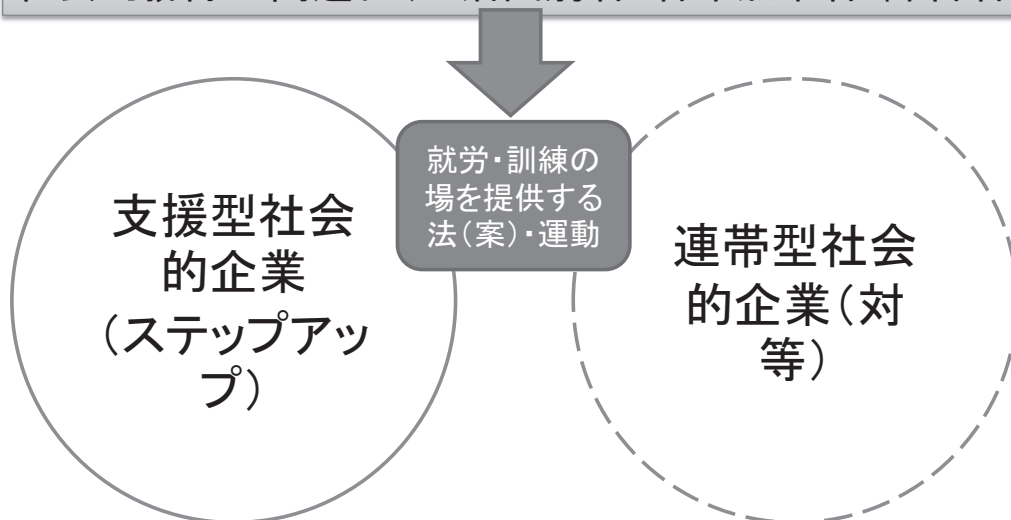 就労・訓練の
場を提供する
法(案)・運動
支援型社会
的企業
(ステップアッ
プ)
連帯型社会
的企業(対
等)